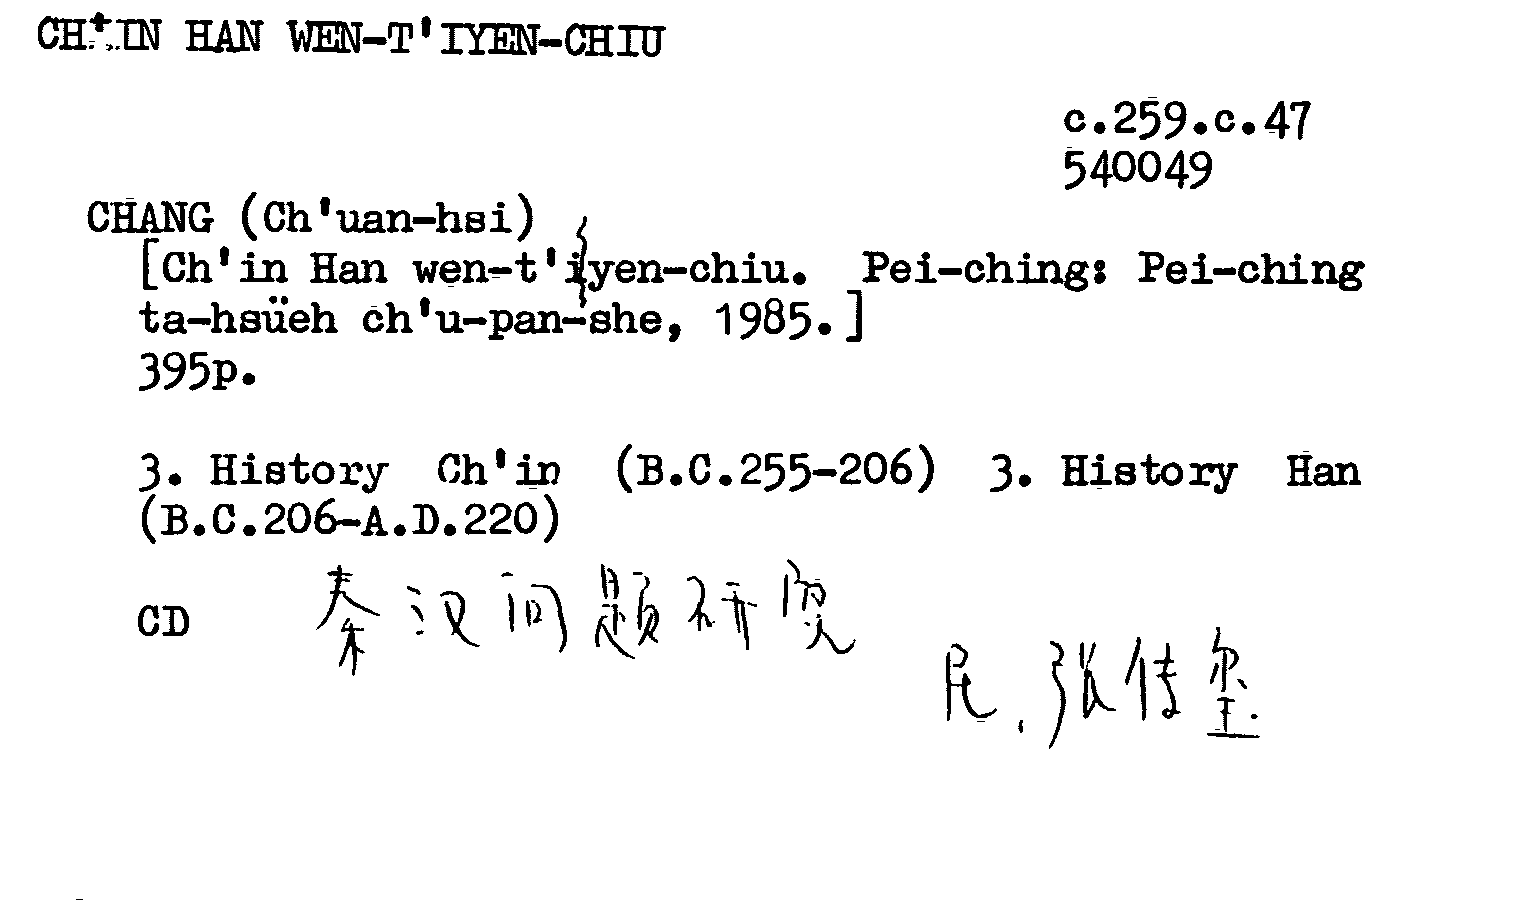 CH'IN HAN WEN-T'IYEN-CHIU
c.259.c.47
540049
CHANG (Ch'uan-hsi)
[Ch'in Han wen-t'iyen-chiu. Pei-ching: Pei-ching
ta-hsüeh ch'u-pan-she, 1985.]
395p.
3. History Ch'in (B.C.255-206) 3. History Han
(B.C.206-A.D.220)
CD 秦汉问题研究
张传玺